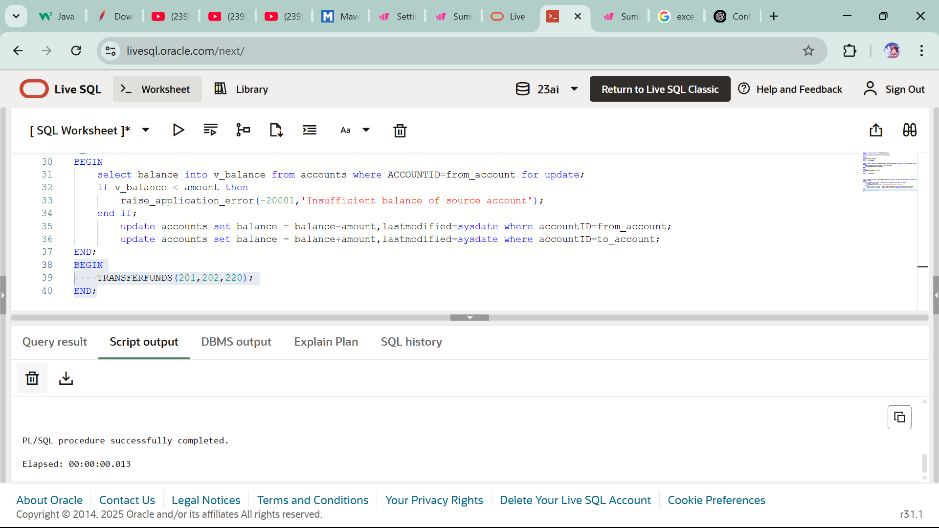 Java
Dow
(239)
(239)
(239)
Mav
Setti
Sum
Live
Sum
exce
Con
livesql.oracle.com/next/
Live SQL
Worksheet
Library
23ai
Return to Live SQL Classic
Help and Feedback
Sign Out
[ SQL Worksheet ]*
Aa
30 BEGIN
31 select balance into v_balance from accounts where ACCOUNTID=from_account for update;
32 if v_balance < amount then
33 raise_application_error(-20001,'Insufficient balance of source account');
34 end if;
35 update accounts set balance = balance-amount,lastmodified=sysdate where accountID=from_account;
36 update accounts set balance = balance+amount,lastmodified=sysdate where accountID=to_account;
37 END;
38 BEGIN
39 TRANSFERFUNDS(201,202,220);
40 END;
Query result
Script output
DBMS output
Explain Plan
SQL history
PL/SQL procedure successfully completed.
Elapsed: 00:00:00.013
About Oracle
Contact Us
Legal Notices
Terms and Conditions
Your Privacy Rights
Delete Your Live SQL Account
Cookie Preferences
Copyright © 2014, 2025 Oracle and/or its affiliates All rights reserved.
r31.1